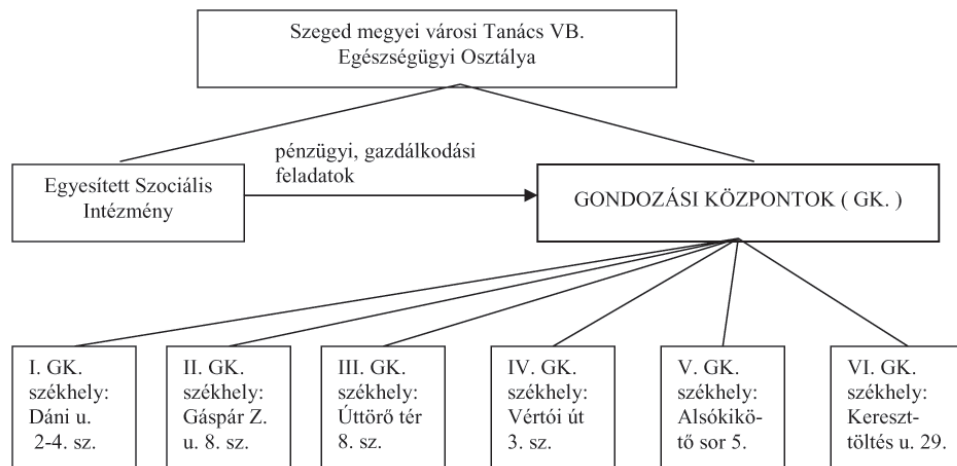 Szeged megyei városi Tanács VB.
Egészségügyi Osztálya
pénzügyi, gazdálkodási
feladatok
Egyesített Szociális
Intézmény
GONDOZÁSI KÖZPONTOK ( GK. )
I. GK.
székhely:
Dáni u.
2-4. sz.
II. GK.
székhely:
Gáspár Z.
u. 8. sz.
III. GK.
székhely:
Úttörő tér
8. sz.
IV. GK.
székhely:
Vértói út
3. sz.
V. GK.
székhely:
Alsókikö-
tő sor 5.
VI. GK.
székhely:
Kereszt-
töltés u. 29.